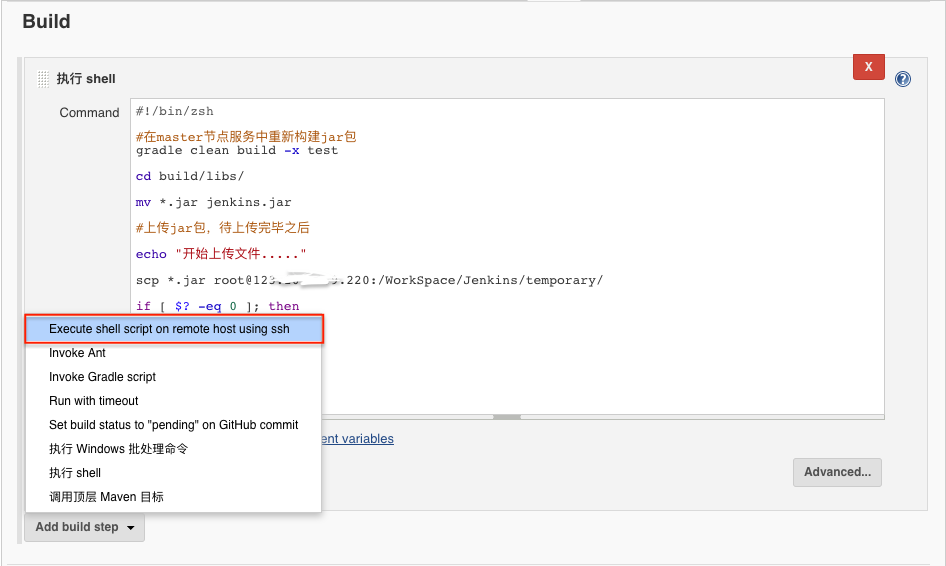 Build
执行 shell
X
?
Command
#!/bin/zsh
#在master节点服务中重新构建jar包
gradle clean build -x test
cd build/libs/
mv *.jar jenkins.jar
#上传jar包，待上传完毕之后
echo "开始上传文件....."
scp *.jar root@123. .220:/WorkSpace/Jenkins/temporary/
if [ $? -eq 0 ]; then
Execute shell script on remote host using ssh
Invoke Ant
Invoke Gradle script
Run with timeout
Set build status to "pending" on GitHub commit
ent variables
执行 Windows 批处理命令
执行 shell
Advanced...
调用顶层 Maven 目标
Add build step